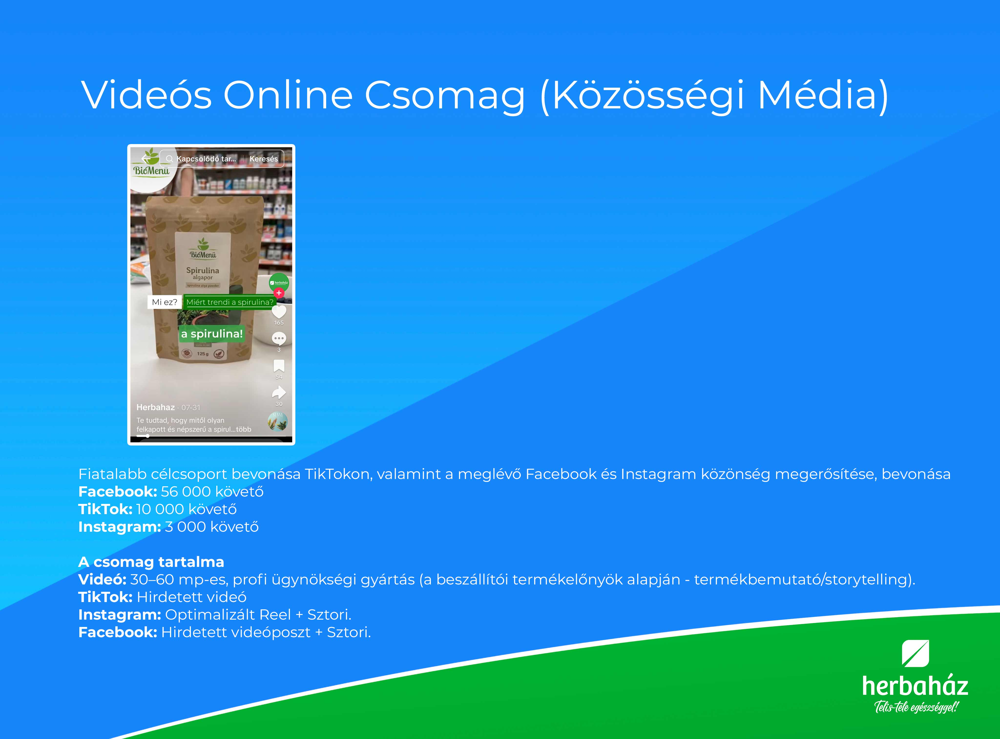 Videós Online Csomag (Közösségi Média)
BioMenü
Kapcsolódó tar... Keresés
BioMenü
Spirulina
algapor
spirulina alga powder
herbaház
Mi ez? Miért trendi a spirulina?
165
a spirulina!
3
125 g
54
30
Herbahaz · 07-31
Te tudtad, hogy mitől olyan
felkapott és népszerű a spirul...több
Fiatalabb célcsoport bevonása TikTokon, valamint a meglévő Facebook és Instagram közönség megerősítése, bevonása
Facebook: 56 000 követő
TikTok: 10 000 követő
Instagram: 3 000 követő
A csomag tartalma
Videó: 30–60 mp-es, profi ügynökségi gyártás (a beszállítói termékelőnyök alapján - termékbemutató/storytelling).
TikTok: Hirdetett videó
Instagram: Optimalizált Reel + Sztori.
Facebook: Hirdetett videóposzt + Sztori.
herbaház
Telis-tele egészséggel!